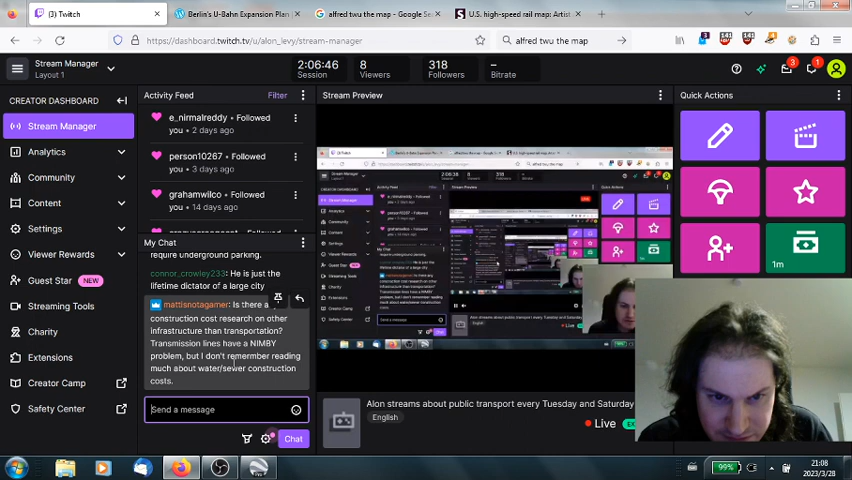 (3) Twitch
Berlin's U-Bahn Expansion Plan
alfred twu the map - Google Se
U.S. high-speed rail map: Artist
https://dashboard.twitch.tv/u/alon_levy/stream-manager
alfred twu the map
Stream Manager
Layout 1
2:06:46
Session
8
Viewers
318
Followers
–
Bitrate
3
1
CREATOR DASHBOARD
Stream Manager
Analytics
Community
Content
Settings
Viewer Rewards
Guest Star NEW
Streaming Tools
Charity
Extensions
Creator Camp
Safety Center
Activity Feed
Filter
e_nirmalreddy • Followed
you • 2 days ago
person10267 • Followed
you • 3 days ago
grahamwilco • Followed
you • 14 days ago
My Chat
require underground parking.
connor_crowley233: He is just the
lifetime dictator of a large city
mattisnotagamer: Is there a
construction cost research on other
infrastructure than transportation?
Transmission lines have a NIMBY
problem, but I don't remember reading
much about water/sewer construction
costs.
Send a message
Chat
Stream Preview
Alon streams about public transport every Tuesday and Saturday
English
Live
Quick Actions
1m
99%
21:08
2023/3/28